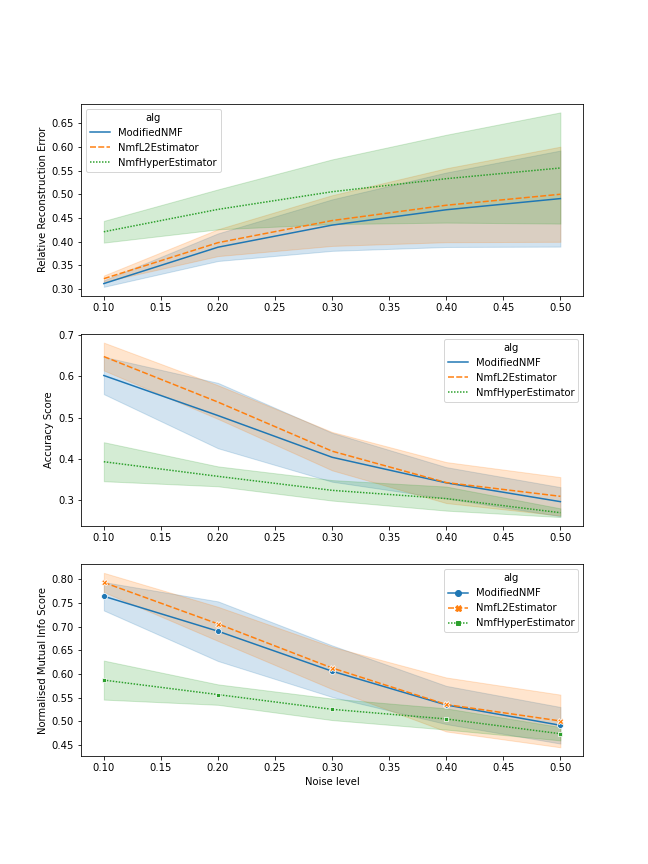 alg
ModifiedNMF
NmfL2Estimator
NmfHyperEstimator
Relative Reconstruction Error
0.65
0.60
0.55
0.50
0.45
0.40
0.35
0.30
0.10 0.15 0.20 0.25 0.30 0.35 0.40 0.45 0.50
alg
ModifiedNMF
NmfL2Estimator
NmfHyperEstimator
Accuracy Score
0.7
0.6
0.5
0.4
0.3
0.10 0.15 0.20 0.25 0.30 0.35 0.40 0.45 0.50
alg
ModifiedNMF
NmfL2Estimator
NmfHyperEstimator
Normalised Mutual Info Score
0.80
0.75
0.70
0.65
0.60
0.55
0.50
0.45
0.10 0.15 0.20 0.25 0.30 0.35 0.40 0.45 0.50
Noise level